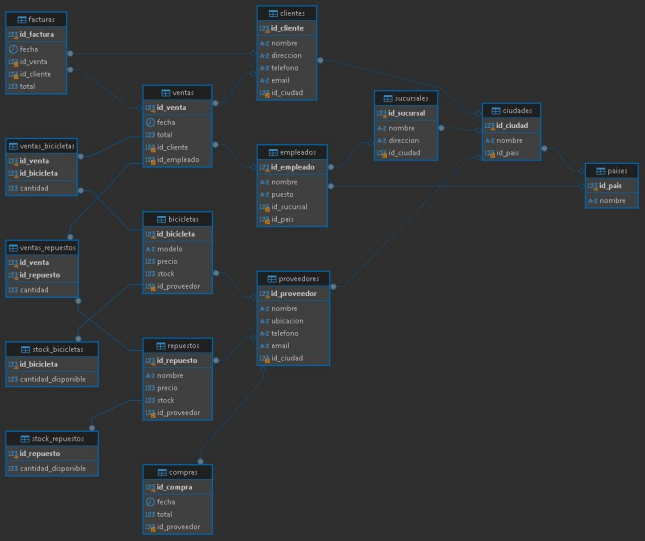 facturas
123 id_factura
fecha
123 id_venta
123 id_cliente
123 total
clientes
123 id_cliente
A-Z nombre
A-Z direccion
A-Z telefono
A-Z email
123 id_ciudad
ventas
123 id_venta
fecha
123 total
123 id_cliente
123 id_empleado
sucursales
123 id_sucursal
A-Z nombre
A-Z direccion
123 id_ciudad
ciudades
123 id_ciudad
A-Z nombre
123 id_pais
ventas_bicicletas
123 id_venta
123 id_bicicleta
123 cantidad
empleados
123 id_empleado
A-Z nombre
A-Z puesto
123 id_sucursal
123 id_pais
paises
123 id_pais
A-Z nombre
bicicletas
123 id_bicicleta
A-Z modelo
123 precio
123 stock
123 id_proveedor
ventas_repuestos
123 id_venta
123 id_repuesto
123 cantidad
proveedores
123 id_proveedor
A-Z nombre
A-Z ubicacion
A-Z telefono
A-Z email
123 id_ciudad
stock_bicicletas
123 id_bicicleta
123 cantidad_disponible
repuestos
123 id_repuesto
A-Z nombre
123 precio
123 stock
123 id_proveedor
stock_repuestos
123 id_repuesto
123 cantidad_disponible
compras
123 id_compra
fecha
123 total
123 id_proveedor